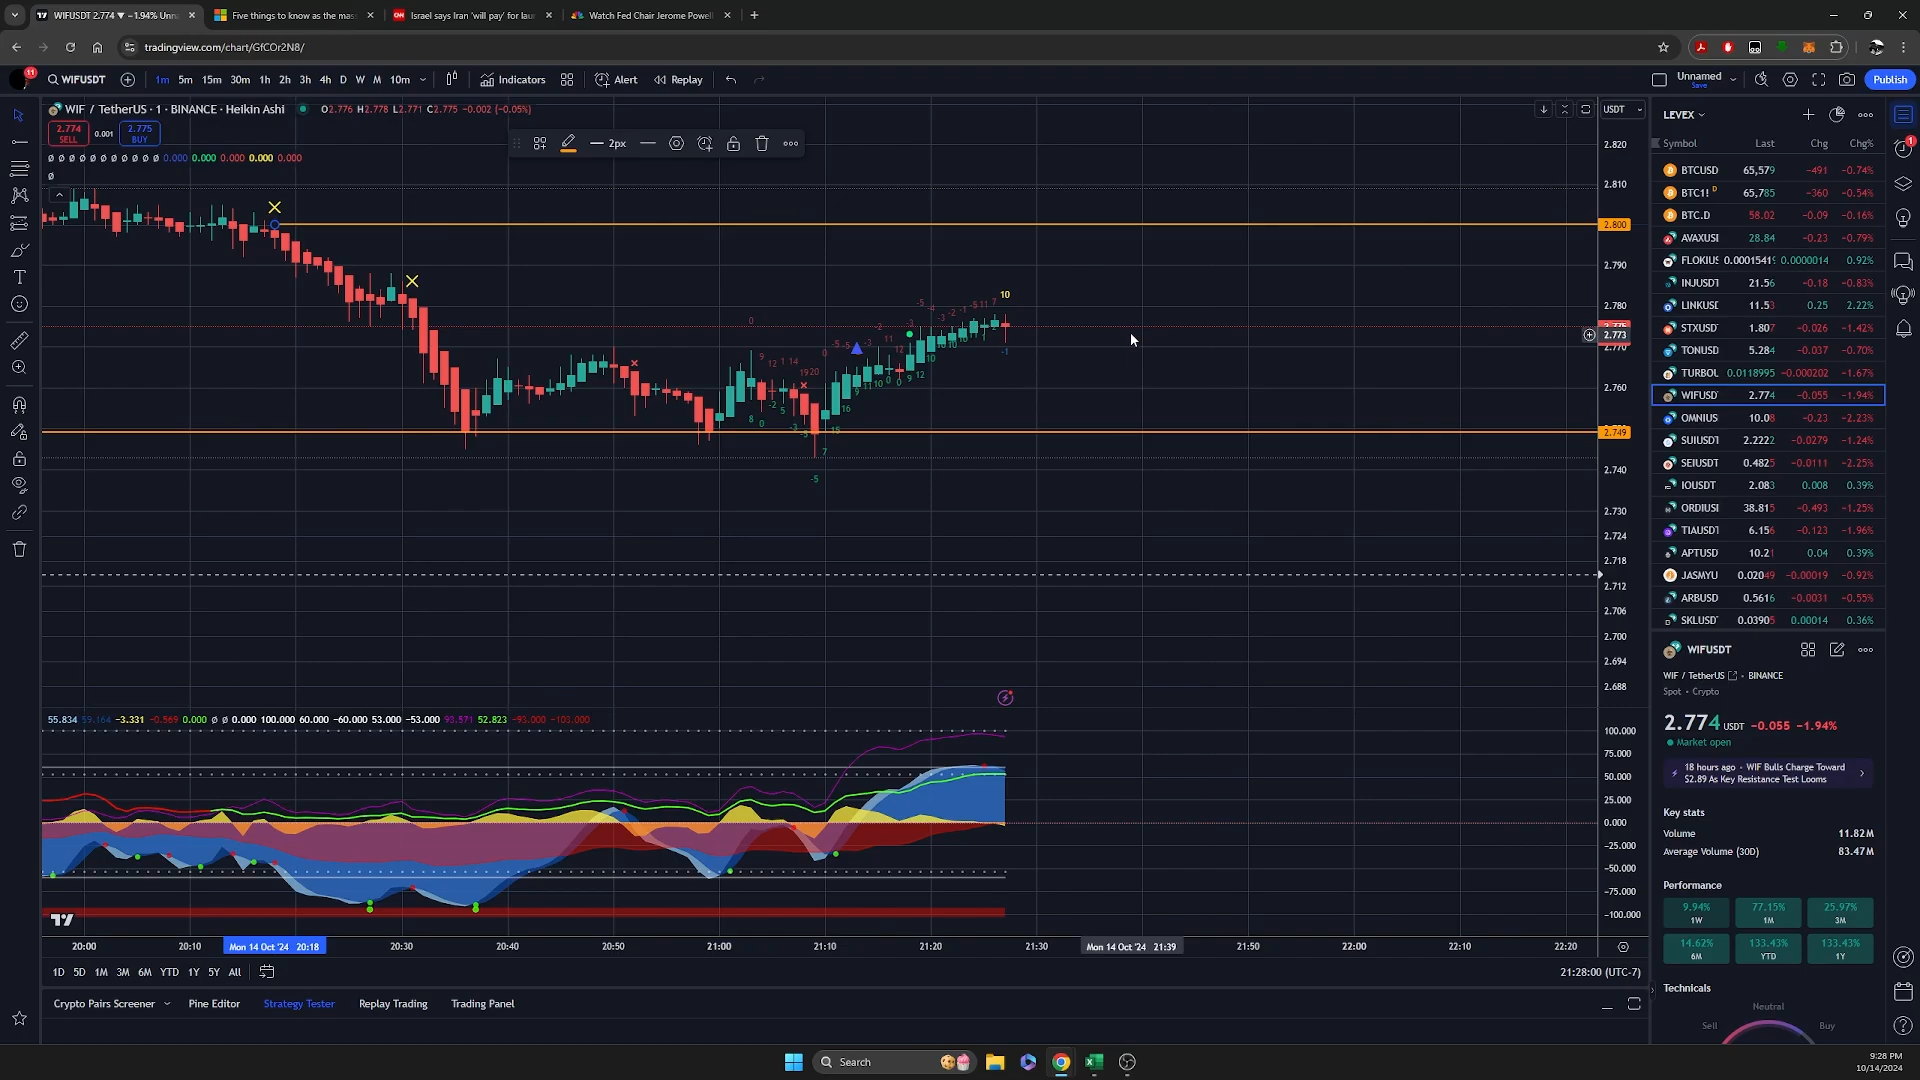 WIFUSDT 2.774 ▼ −1.94% Unna
Five things to know as the mas
Israel says Iran 'will pay' for lau
Watch Fed Chair Jerome Powell
tradingview.com/chart/GfCOr2N8/
11
WIFUSDT
1m 5m 15m 30m 1h 2h 3h 4h D W M 10m
Indicators
Alert
Replay
Unnamed
Save
Publish
WIF / TetherUS · 1 · BINANCE · Heikin Ashi
O2.776 H2.778 L2.771 C2.775 −0.002 (−0.05%)
USDT
2.774
SELL
0.001
2.775
BUY
2px
Ø Ø Ø Ø Ø Ø Ø Ø Ø Ø Ø 0.000 0.000 0.000 0.000 0.000
Ø
2.820
2.810
2.800
2.790
2.780
2.773
2.770
2.760
2.749
2.740
2.730
2.724
2.718
2.712
2.706
2.700
2.694
2.688
10
55.834 59.164 −3.331 −0.569 0.000 Ø Ø 0.000 100.000 60.000 −60.000 53.000 −53.000 93.571 52.823 −93.000 −103.000
100.000
75.000
50.000
25.000
0.000
−25.000
−50.000
−75.000
−100.000
20:00 20:10 Mon 14 Oct '24 20:18 20:30 20:40 20:50 21:00 21:10 21:20 21:30 Mon 14 Oct '24 21:39 21:50 22:00 22:10 22:20
1D 5D 1M 3M 6M YTD 1Y 5Y All
21:28:00 (UTC-7)
Crypto Pairs Screener Pine Editor Strategy Tester Replay Trading Trading Panel
LEVEX
Symbol Last Chg Chg%
BTCUSD 65,579 −491 −0.74%
BTC1! D 65,785 −360 −0.54%
BTC.D 58.02 −0.09 −0.16%
AVAXUSI 28.84 −0.23 −0.79%
FLOKIUS 0.00015419 0.0000014 0.92%
INJUSDT 21.56 −0.18 −0.83%
LINKUSD 11.53 0.25 2.22%
STXUSD 1.807 −0.026 −1.42%
TONUSD 5.284 −0.037 −0.70%
TURBOL 0.0118995 −0.000202 −1.67%
WIFUSD 2.774 −0.055 −1.94%
OMNIUS 10.08 −0.23 −2.23%
SUIUSDT 2.2222 −0.0279 −1.24%
SEIUSDT 0.4825 −0.0111 −2.25%
IOUSDT 2.083 0.008 0.39%
ORDIUSI 38.815 −0.493 −1.25%
TIAUSDT 6.156 −0.123 −1.96%
APTUSD 10.21 0.04 0.39%
JASMYU 0.02049 −0.00019 −0.92%
ARBUSD 0.5616 −0.0031 −0.55%
SKLUSD 0.03905 0.00014 0.36%
WIFUSDT
WIF / TetherUS • BINANCE
Spot • Crypto
2.774 USDT −0.055 −1.94%
Market open
18 hours ago • WIF Bulls Charge Toward
$2.89 As Key Resistance Test Looms
Key stats
Volume 11.82M
Average Volume (30D) 83.47M
Performance
9.94% 77.15% 25.97%
1W 1M 3M
14.62% 133.43% 133.43%
6M YTD 1Y
Technicals
Neutral
Sell Buy
Search
9:28 PM
10/14/2024